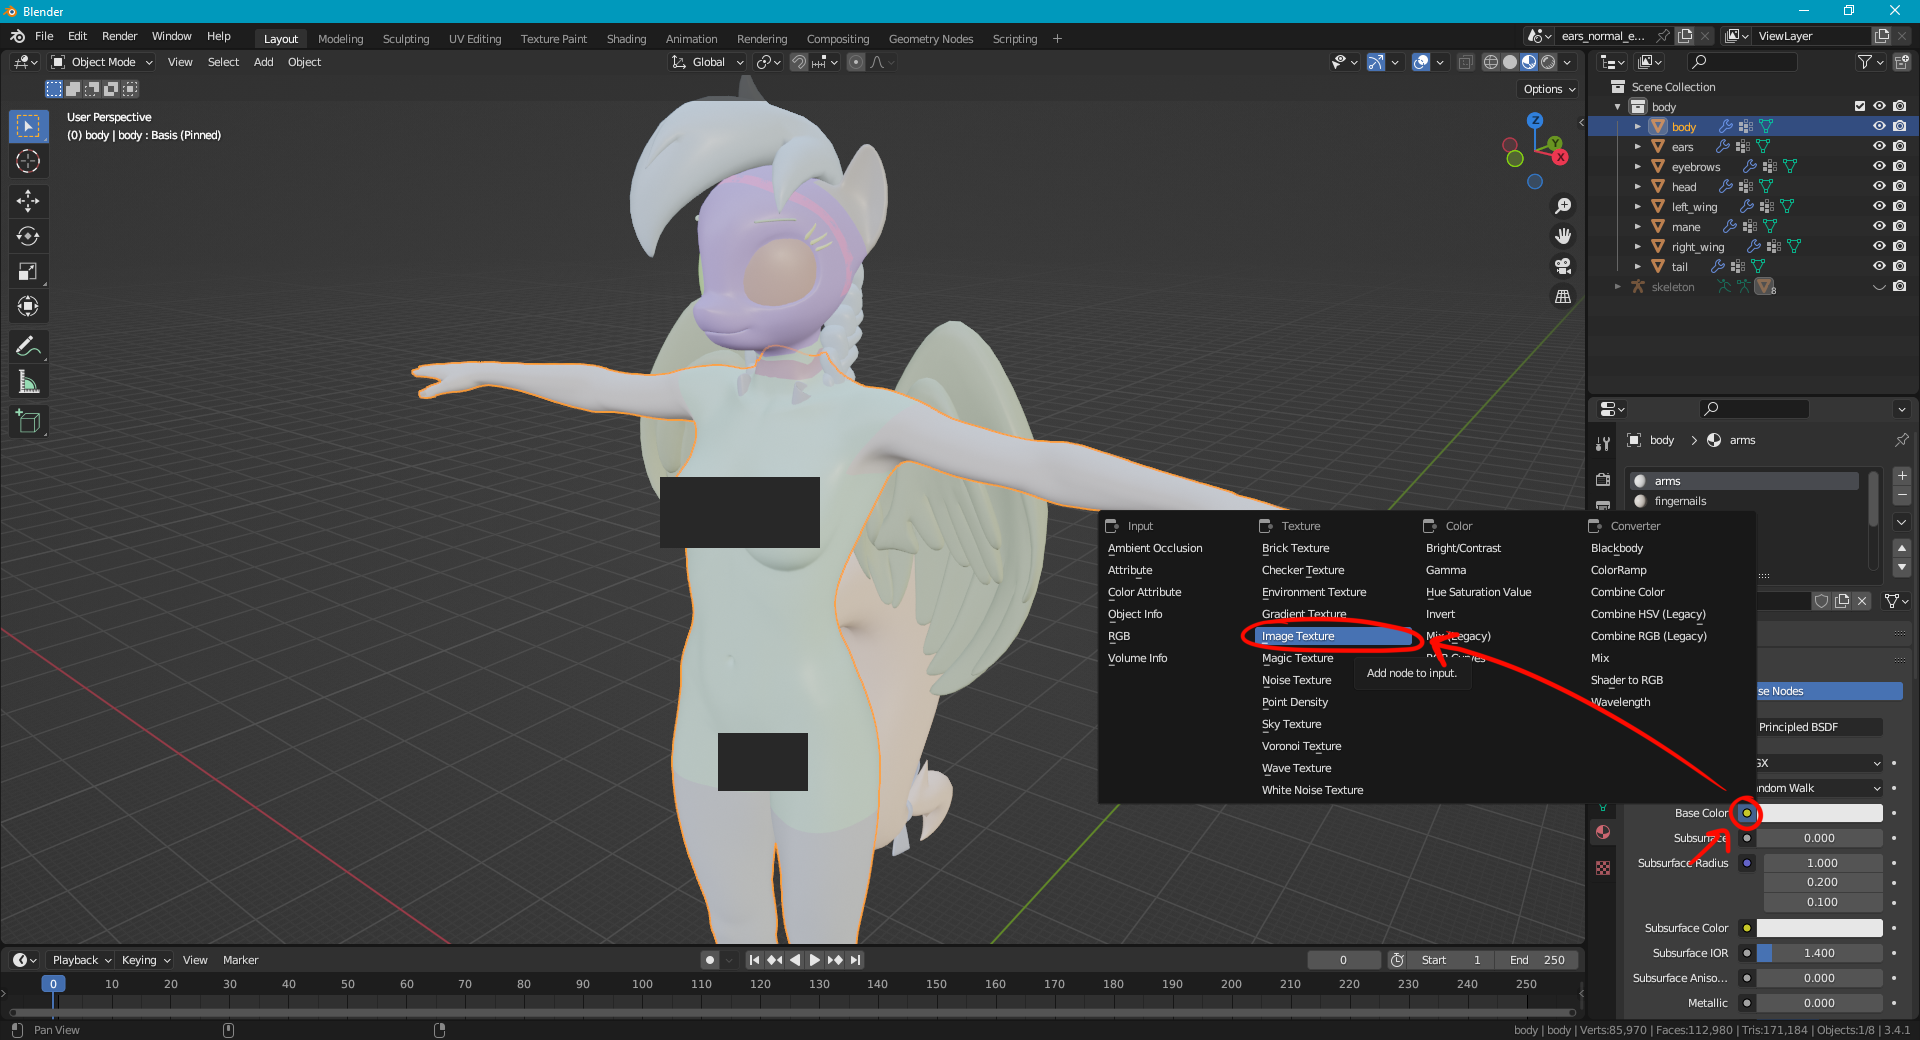 Blender
File Edit Render Window Help Layout Modeling Sculpting UV Editing Texture Paint Shading Animation Rendering Compositing Geometry Nodes Scripting + ears_normal_e... ViewLayer
Object Mode View Select Add Object Global
Options
User Perspective
(0) body | body : Basis (Pinned)
Z
Y
X
Scene Collection
body
body
ears
eyebrows
head
left_wing
mane
right_wing
tail
skeleton 8
body > arms
arms
fingernails
Input Texture Color Converter
Ambient Occlusion Brick Texture Bright/Contrast Blackbody
Attribute Checker Texture Gamma ColorRamp
Color Attribute Environment Texture Hue Saturation Value Combine Color
Object Info Gradient Texture Invert Combine HSV (Legacy)
RGB Image Texture Mix (Legacy) Combine RGB (Legacy)
Volume Info Magic Texture RGB Curves Mix
Add node to input.
Noise Texture Shader to RGB
Point Density Wavelength
Sky Texture
Voronoi Texture
Wave Texture
White Noise Texture
se Nodes
Principled BSDF
GX
ndom Walk
Base Color
Subsurface 0.000
Subsurface Radius 1.000
0.200
0.100
Subsurface Color
Subsurface IOR 1.400
Subsurface Aniso... 0.000
Metallic 0.000
Playback Keying View Marker 0 Start 1 End 250
0 10 20 30 40 50 60 70 80 90 100 110 120 130 140 150 160 170 180 190 200 210 220 230 240 250
Pan View
body | body | Verts:85,970 | Faces:112,980 | Tris:171,184 | Objects:1/8 | 3.4.1